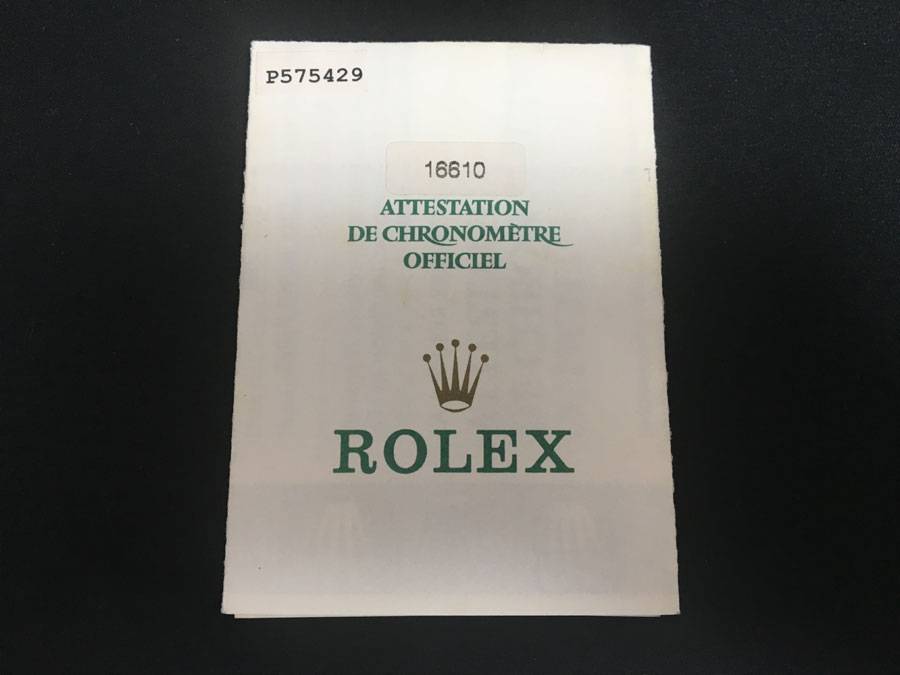 P575429
16610
ATTESTATION
DE CHRONOMÈTRE
OFFICIEL
ROLEX